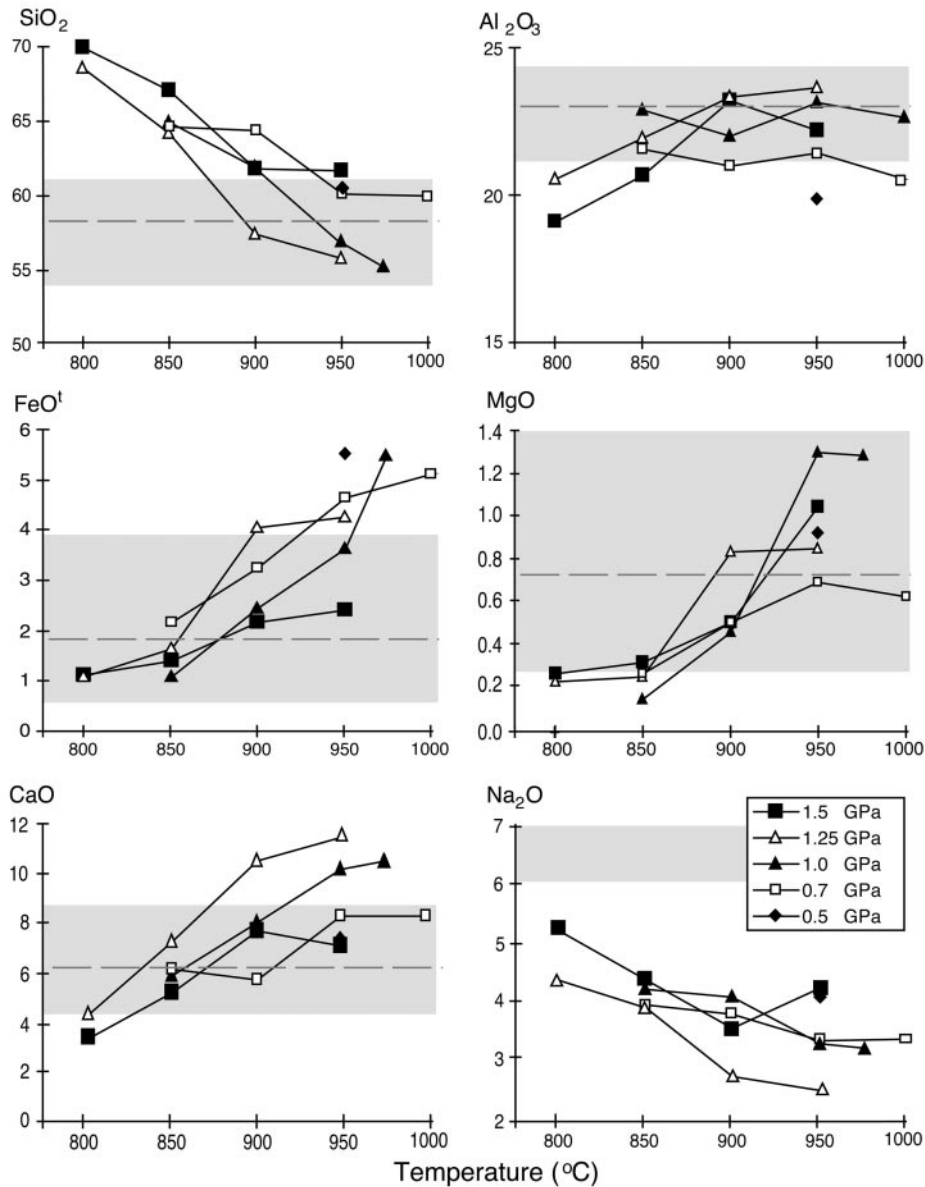 SiO₂
70
65
60
55
50
800 850 900 950 1000
Al₂O₃
25
20
15
800 850 900 950 1000
FeOᵗ
6
5
4
3
2
1
0
800 850 900 950 1000
MgO
1.4
1.2
1.0
0.8
0.6
0.4
0.2
0.0
800 850 900 950 1000
CaO
12
10
8
6
4
2
0
800 850 900 950 1000
Na₂O
7
6
5
4
3
2
800 850 900 950 1000
1.5 GPa
1.25 GPa
1.0 GPa
0.7 GPa
0.5 GPa
Temperature (°C)